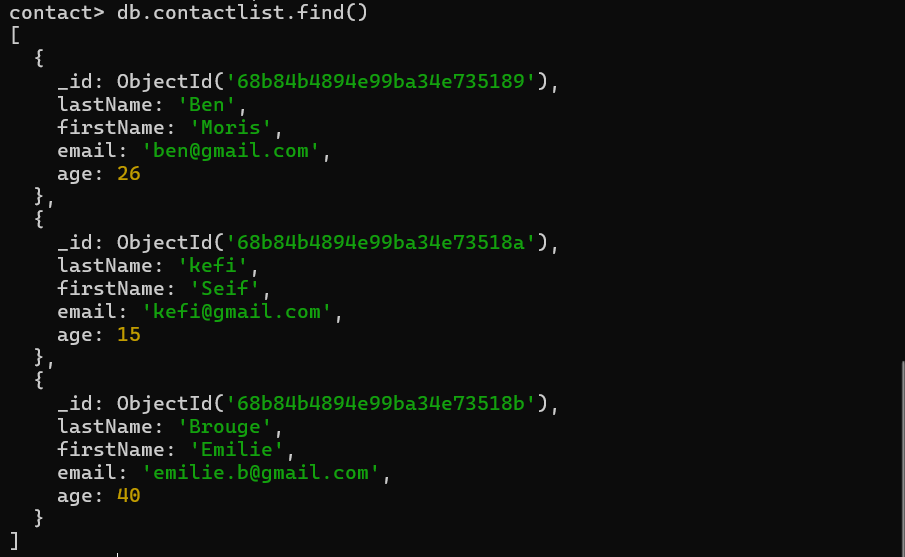 contact> db.contactlist.find()
[
  {
    _id: ObjectId('68b84b4894e99ba34e735189'),
    lastName: 'Ben',
    firstName: 'Moris',
    email: 'ben@gmail.com',
    age: 26
  },
  {
    _id: ObjectId('68b84b4894e99ba34e73518a'),
    lastName: 'kefi',
    firstName: 'Seif',
    email: 'kefi@gmail.com',
    age: 15
  },
  {
    _id: ObjectId('68b84b4894e99ba34e73518b'),
    lastName: 'Brouge',
    firstName: 'Emilie',
    email: 'emilie.b@gmail.com',
    age: 40
  }
]